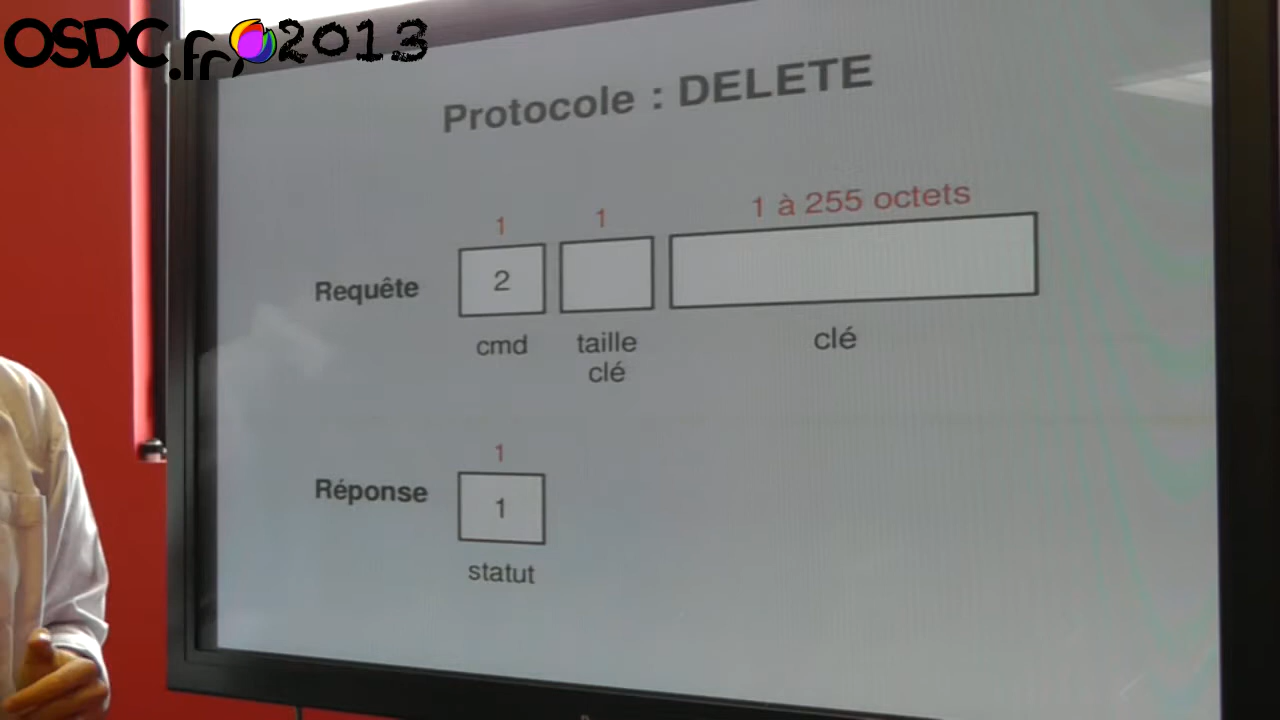 OSDC.fr 2013
Protocole : DELETE
1 1 1 à 255 octets
Requête 2
cmd taille clé
clé
1
Réponse 1
statut